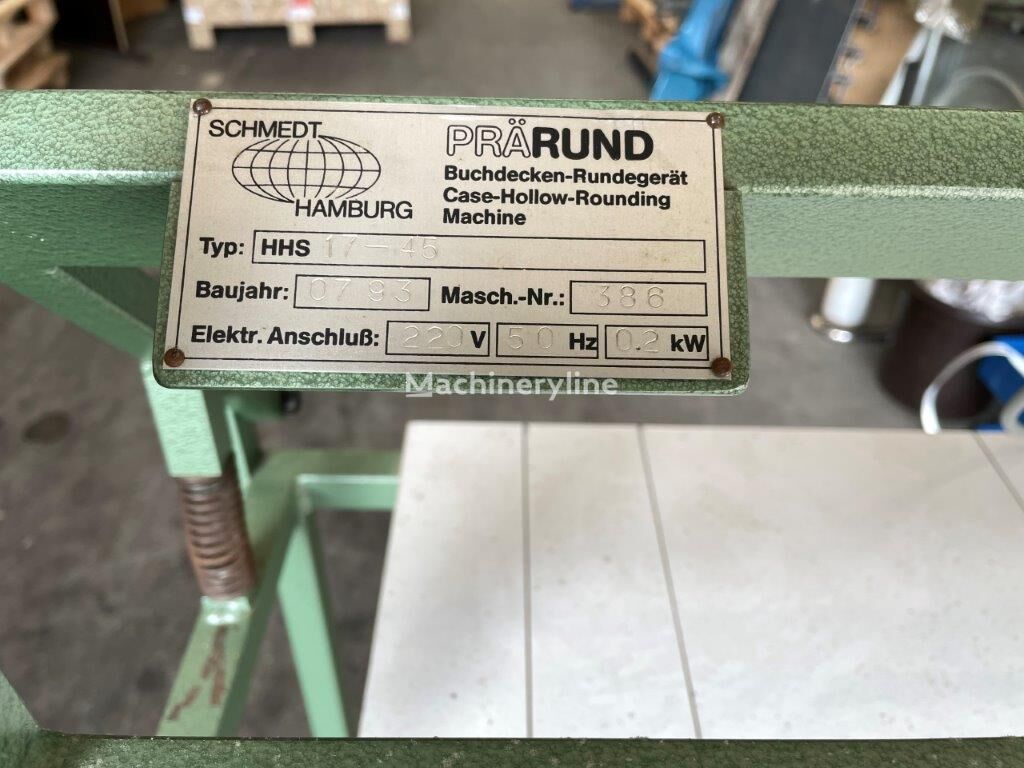 SCHMEDT
HAMBURG
PRÄRUND
Buchdecken-Rundegerät
Case-Hollow-Rounding
Machine
Typ: HHS 17-45
Baujahr: 07 93 Masch.-Nr.: 386
Elektr. Anschluß: 220 V 50 Hz 0.2 kW
Machineryline